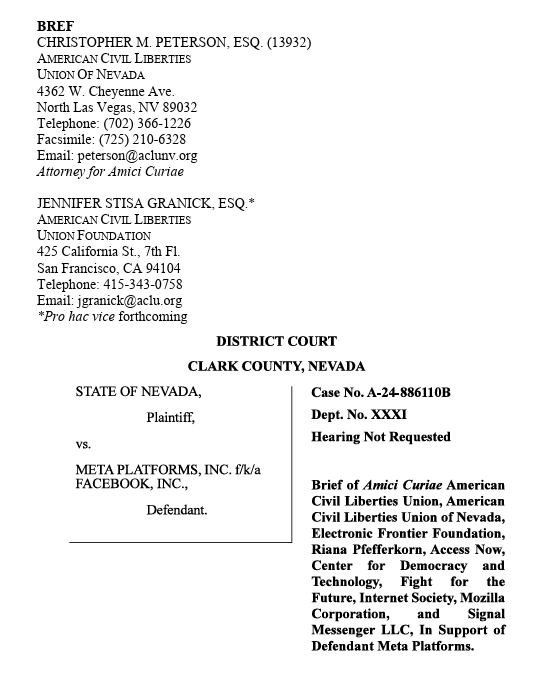 BREF
CHRISTOPHER M. PETERSON, ESQ. (13932)
AMERICAN CIVIL LIBERTIES
UNION OF NEVADA
4362 W. Cheyenne Ave.
North Las Vegas, NV 89032
Telephone: (702) 366-1226
Facsimile: (725) 210-6328
Email: peterson@aclunv.org
Attorney for Amici Curiae
JENNIFER STISA GRANICK, ESQ.*
AMERICAN CIVIL LIBERTIES
UNION FOUNDATION
425 California St., 7th Fl.
San Francisco, CA 94104
Telephone: 415-343-0758
Email: jgranick@aclu.org
*Pro hac vice forthcoming
DISTRICT COURT
CLARK COUNTY, NEVADA
STATE OF NEVADA,
Plaintiff,
vs.
META PLATFORMS, INC. f/k/a
FACEBOOK, INC.,
Defendant.
Case No. A-24-886110B
Dept. No. XXXI
Hearing Not Requested
Brief of Amici Curiae American
Civil Liberties Union, American
Civil Liberties Union of Nevada,
Electronic Frontier Foundation,
Riana Pfefferkorn, Access Now,
Center for Democracy and
Technology, Fight for the
Future, Internet Society, Mozilla
Corporation, and Signal
Messenger LLC, In Support of
Defendant Meta Platforms.